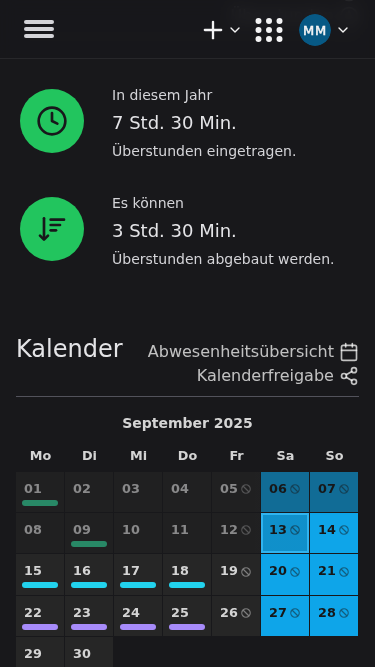 MM
In diesem Jahr
7 Std. 30 Min.
Überstunden eingetragen.
Es können
3 Std. 30 Min.
Überstunden abgebaut werden.
Kalender
Abwesenheitsübersicht
Kalenderfreigabe
September 2025
Mo Di Mi Do Fr Sa So
01 02 03 04 05 06 07
08 09 10 11 12 13 14
15 16 17 18 19 20 21
22 23 24 25 26 27 28
29 30